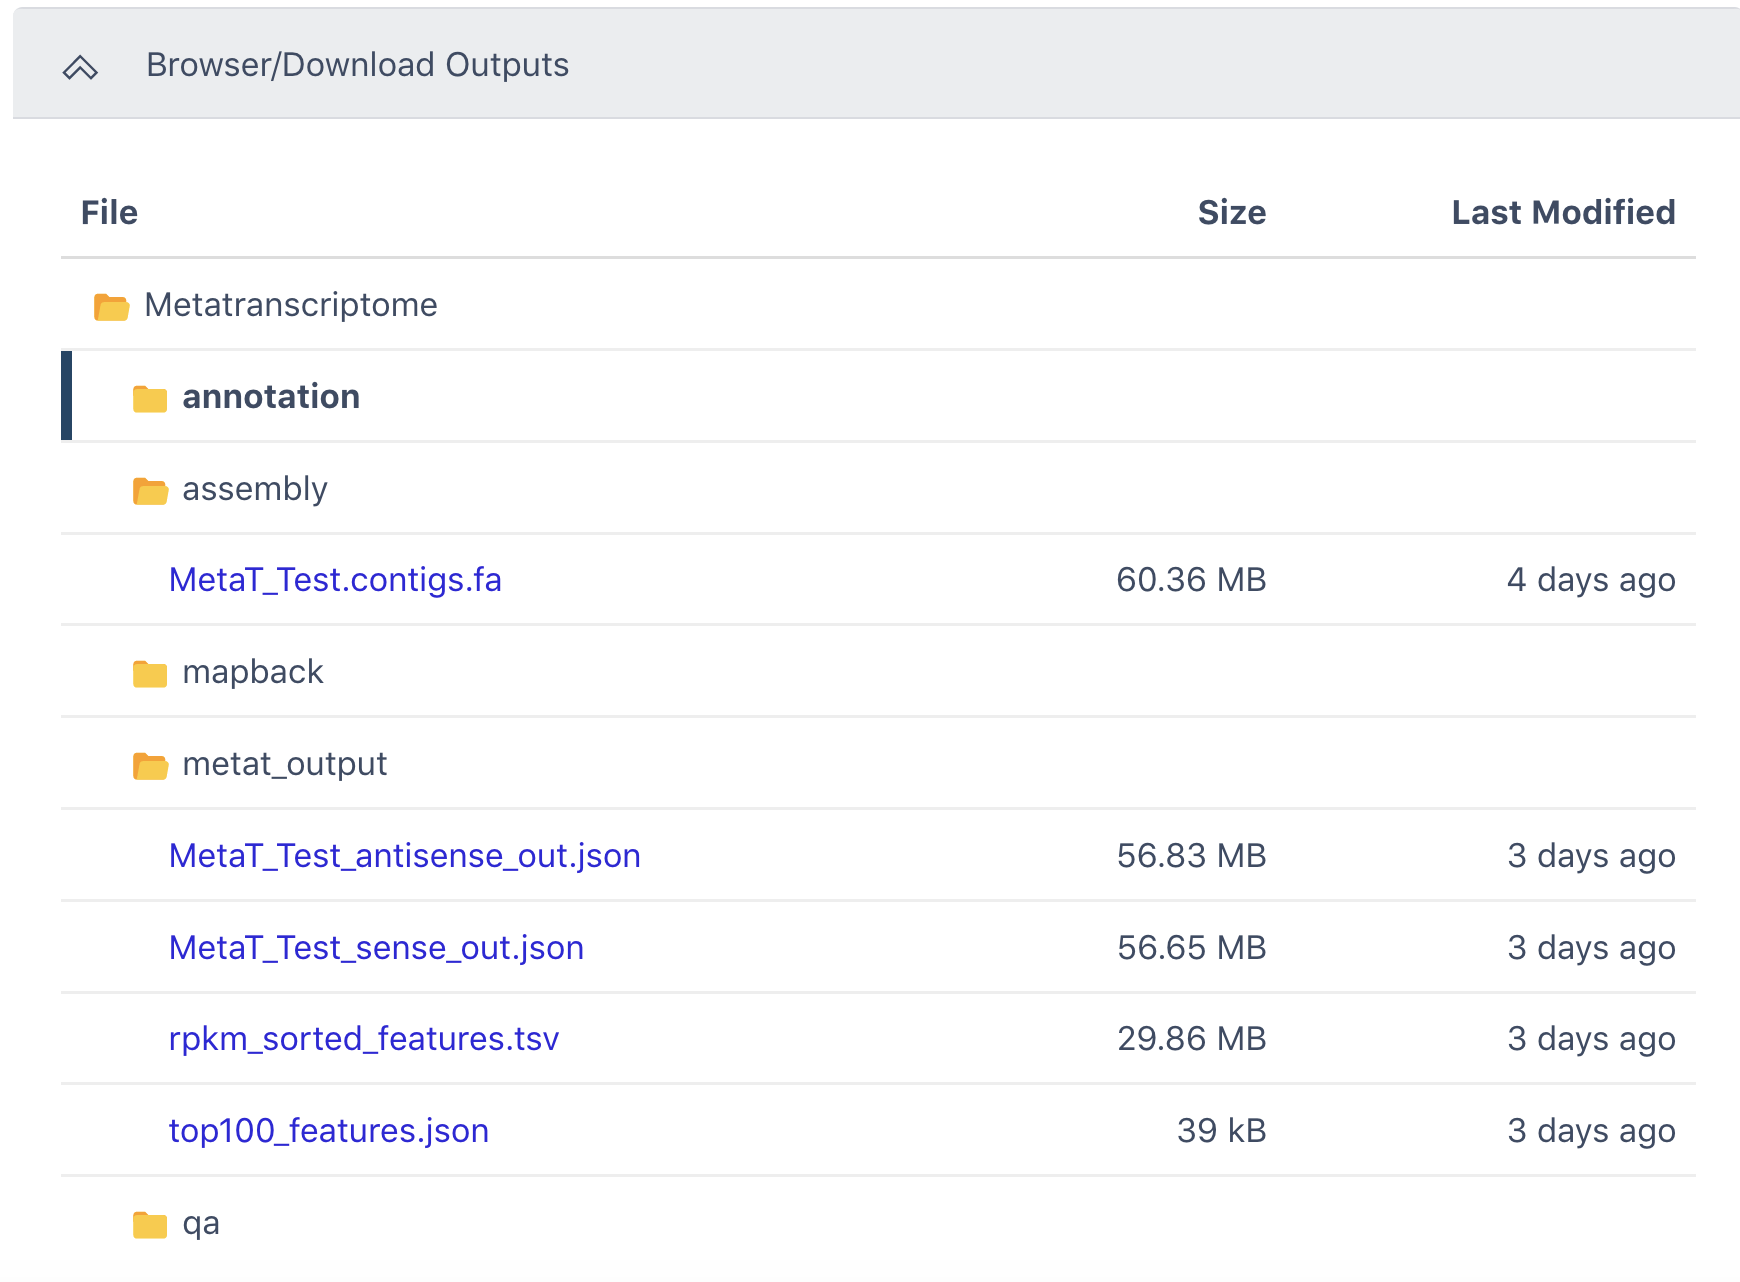 Browser/Download Outputs
File Size Last Modified
Metatranscriptome
annotation
assembly
MetaT_Test.contigs.fa 60.36 MB 4 days ago
mapback
metat_output
MetaT_Test_antisense_out.json 56.83 MB 3 days ago
MetaT_Test_sense_out.json 56.65 MB 3 days ago
rpkm_sorted_features.tsv 29.86 MB 3 days ago
top100_features.json 39 kB 3 days ago
qa